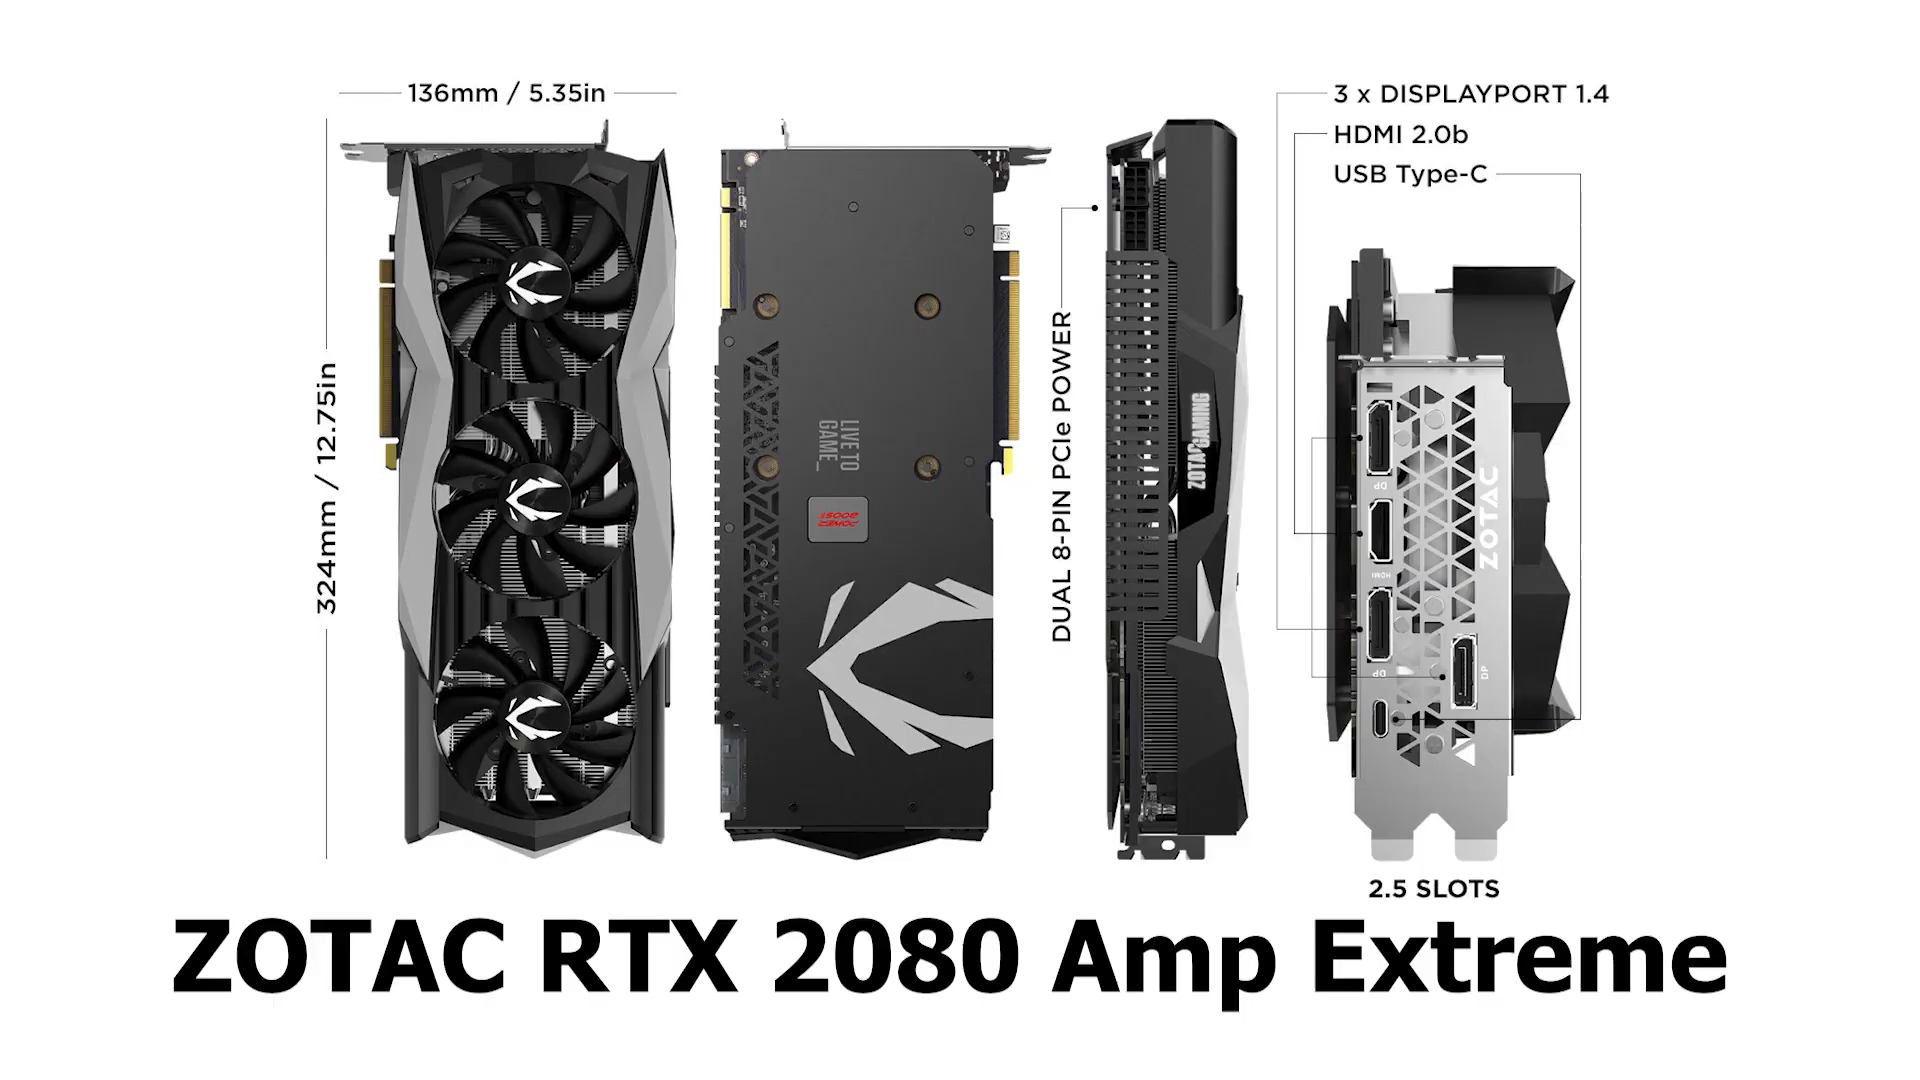 136mm / 5.35in
324mm / 12.75in
LIVE TO
GAME_
POWER
BOOST
DUAL 8-PIN PCIe POWER
ZOTAC GAMING
3 x DISPLAYPORT 1.4
HDMI 2.0b
USB Type-C
DP
HDMI
DP
DP
ZOTAC
2.5 SLOTS
ZOTAC RTX 2080 Amp Extreme